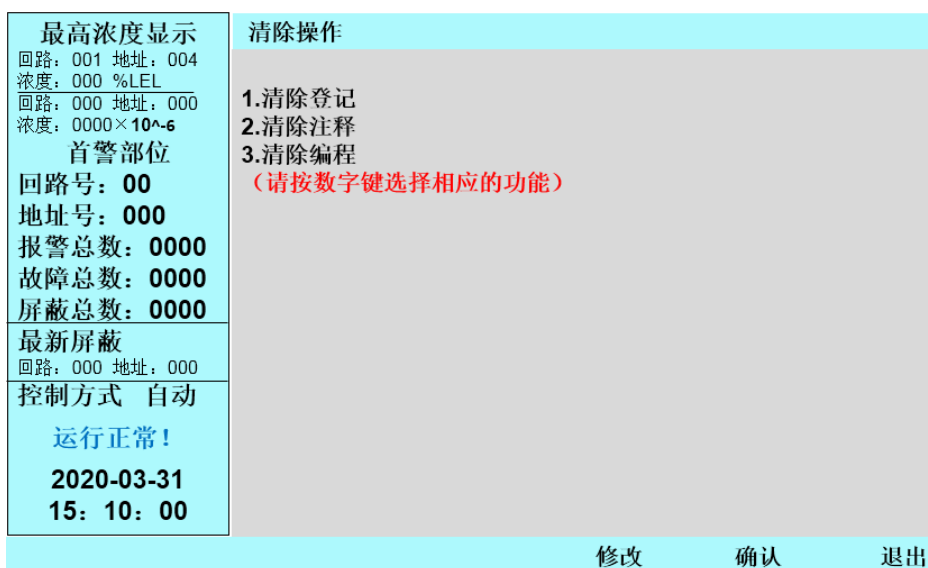 最高浓度显示
回路：001 地址：004
浓度：000 %LEL
回路：000 地址：000
浓度：0000×10^-6
首警部位
回路号：00
地址号：000
报警总数：0000
故障总数：0000
屏蔽总数：0000
最新屏蔽
回路：000 地址：000
控制方式 自动
运行正常！
2020-03-31
15：10：00
清除操作
1.清除登记
2.清除注释
3.清除编程
（请按数字键选择相应的功能）
修改 确认 退出